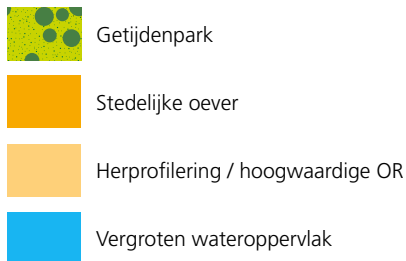 Getijdenpark
Stedelijke oever
Herprofilering / hoogwaardige OR
Vergroten wateroppervlak